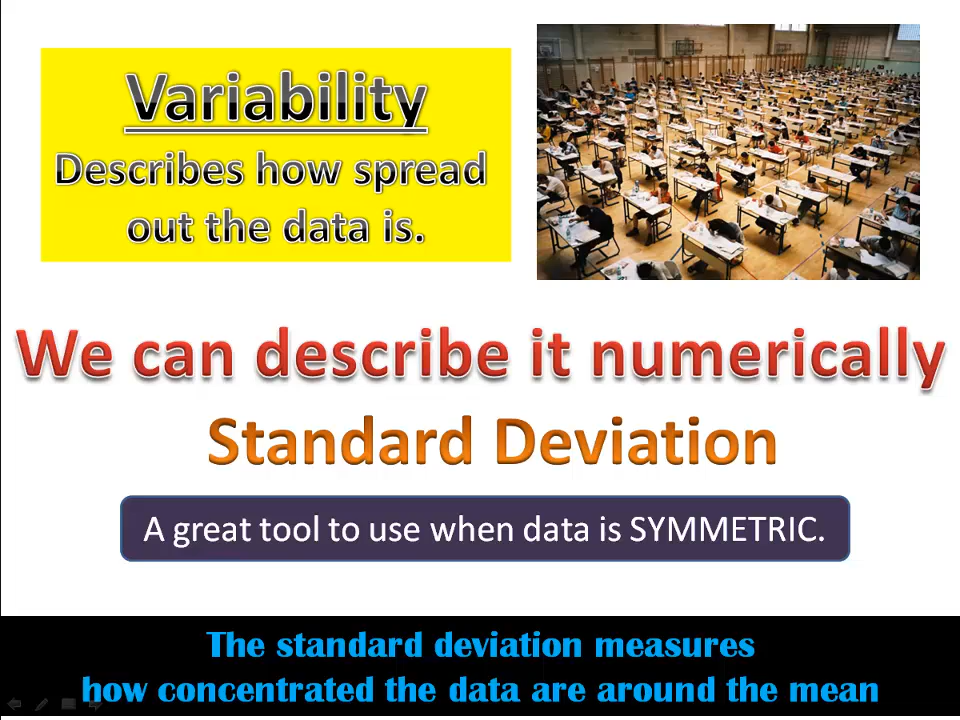 Variability
Describes how spread
out the data is.
We can describe it numerically
Standard Deviation
A great tool to use when data is SYMMETRIC.
The standard deviation measures
how concentrated the data are around the mean